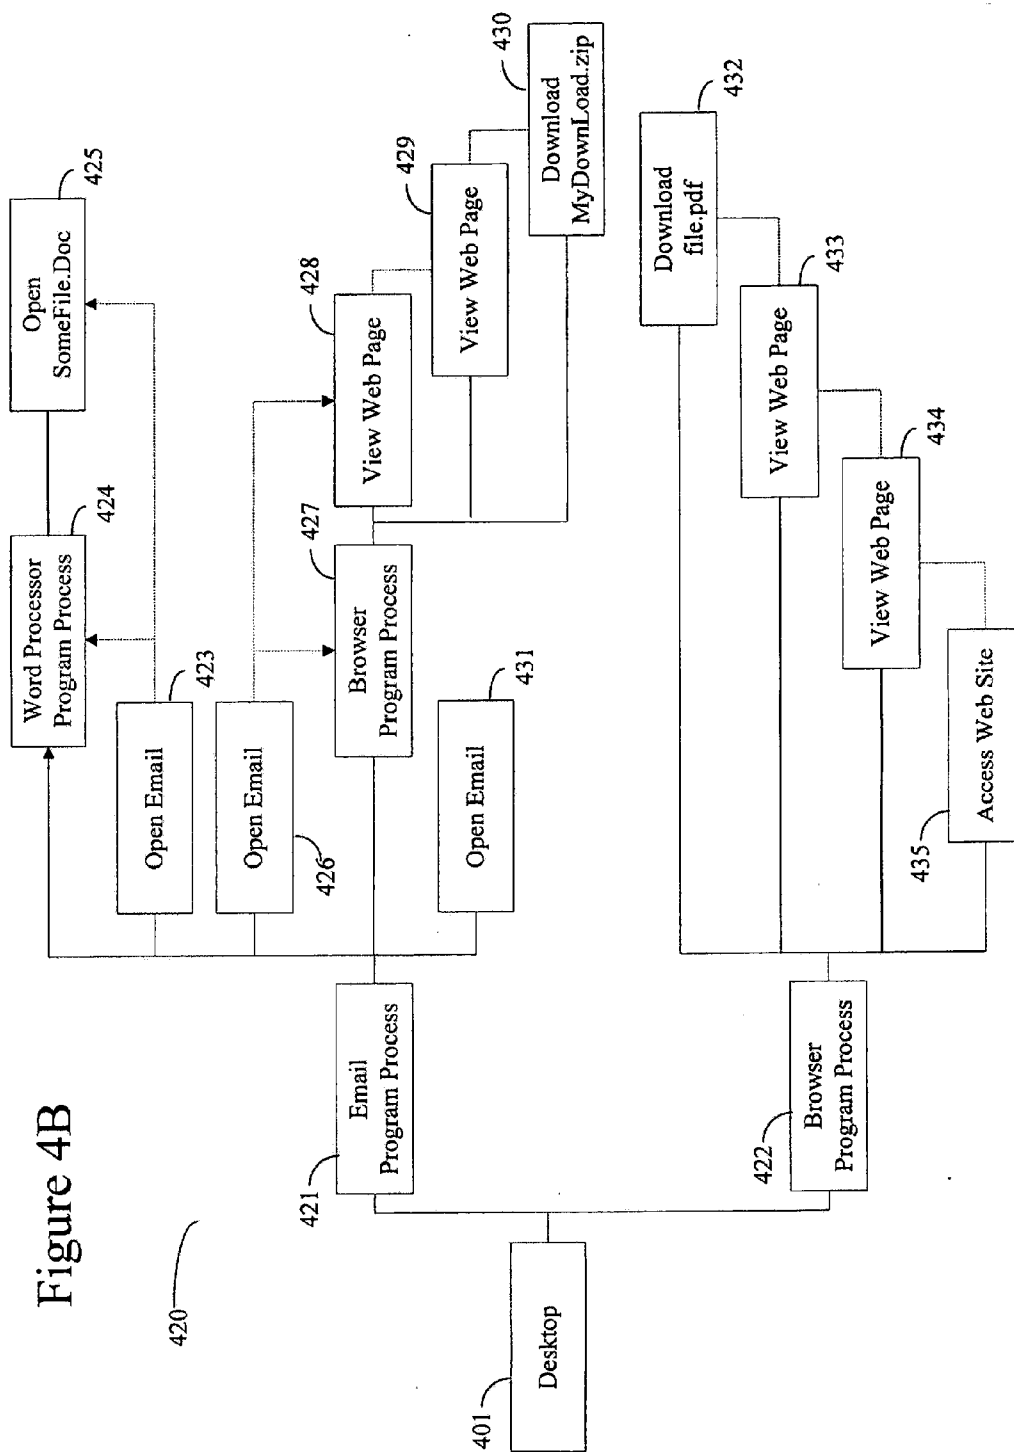 Figure 4B
420
401
Desktop
421
Email
Program Process
422
Browser
Program Process
Open Email
423
Word Processor
Program Process
424
Open
SomeFile.Doc
425
Open Email
426
Browser
Program Process
427
View Web Page
428
View Web Page
429
Download
MyDownLoad.zip
430
Open Email
431
Download
file.pdf
432
View Web Page
433
View Web Page
434
Access Web Site
435